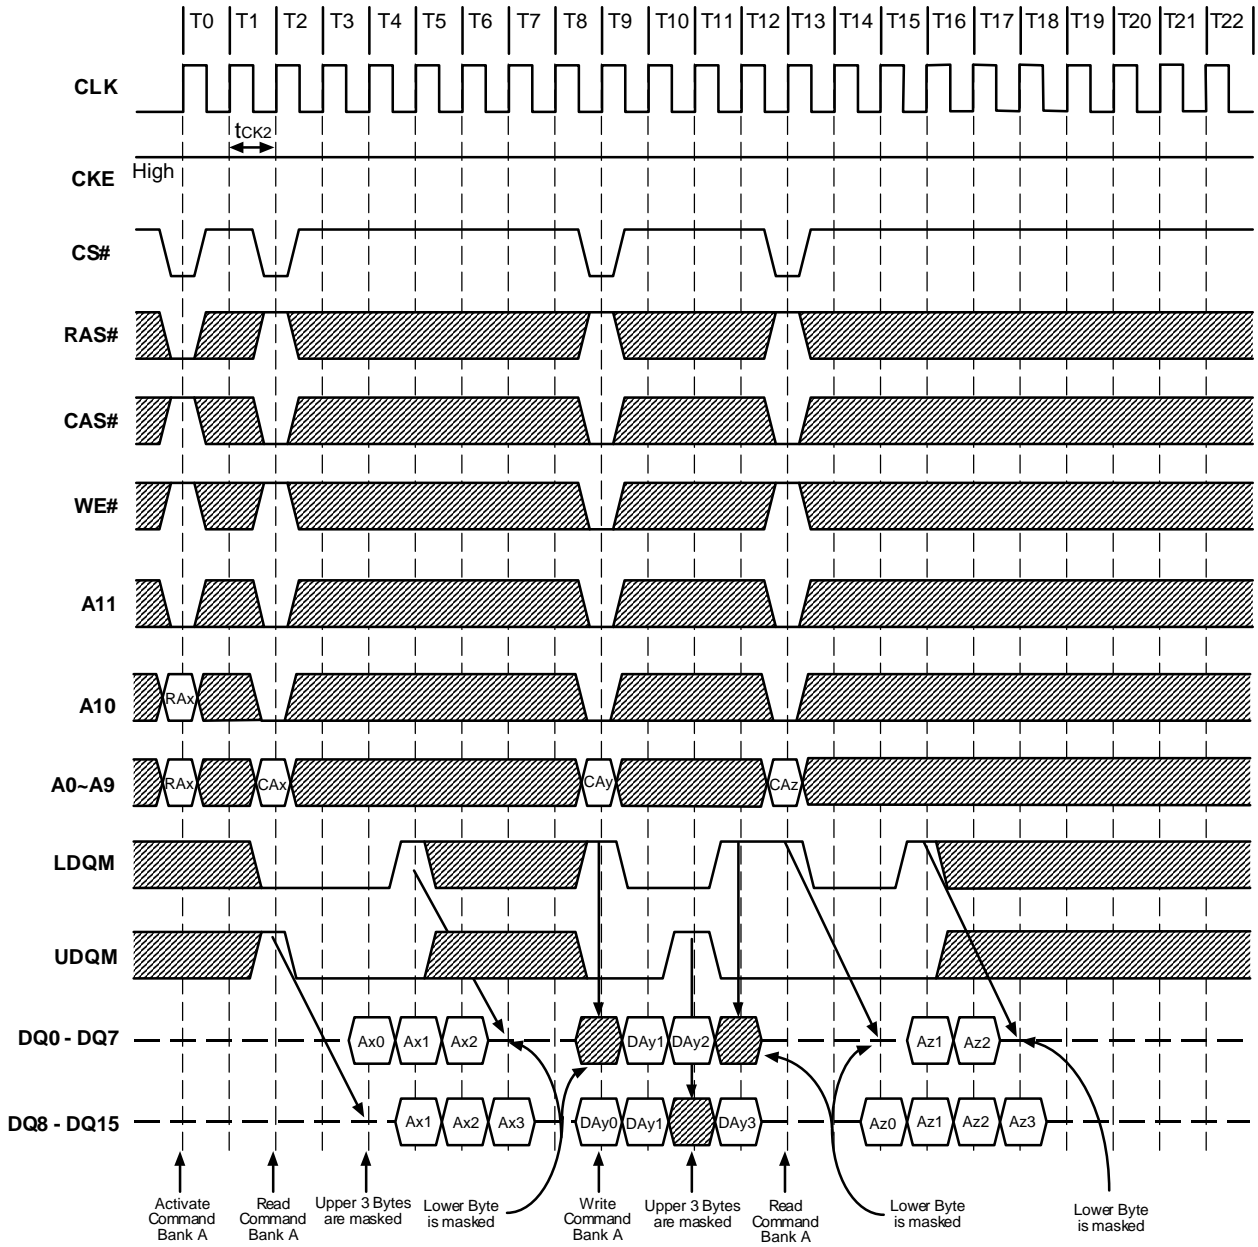 T0 T1 T2 T3 T4 T5 T6 T7 T8 T9 T10 T11 T12 T13 T14 T15 T16 T17 T18 T19 T20 T21 T22
CLK
tCK2
High
CKE
CS#
RAS#
CAS#
WE#
A11
A10 RAx
A0~A9 RAx CAx CAy CAz
LDQM
UDQM
DQ0 - DQ7 Ax0 Ax1 Ax2 DAy1 DAy2 Az1 Az2
DQ8 - DQ15 Ax1 Ax2 Ax3 DAy0 DAy1 DAy3 Az0 Az1 Az2 Az3
Activate
Command
Bank A
Read
Command
Bank A
Upper 3 Bytes
are masked
Lower Byte
is masked
Write
Command
Bank A
Upper 3 Bytes
are masked
Read
Command
Bank A
Lower Byte
is masked
Lower Byte
is masked